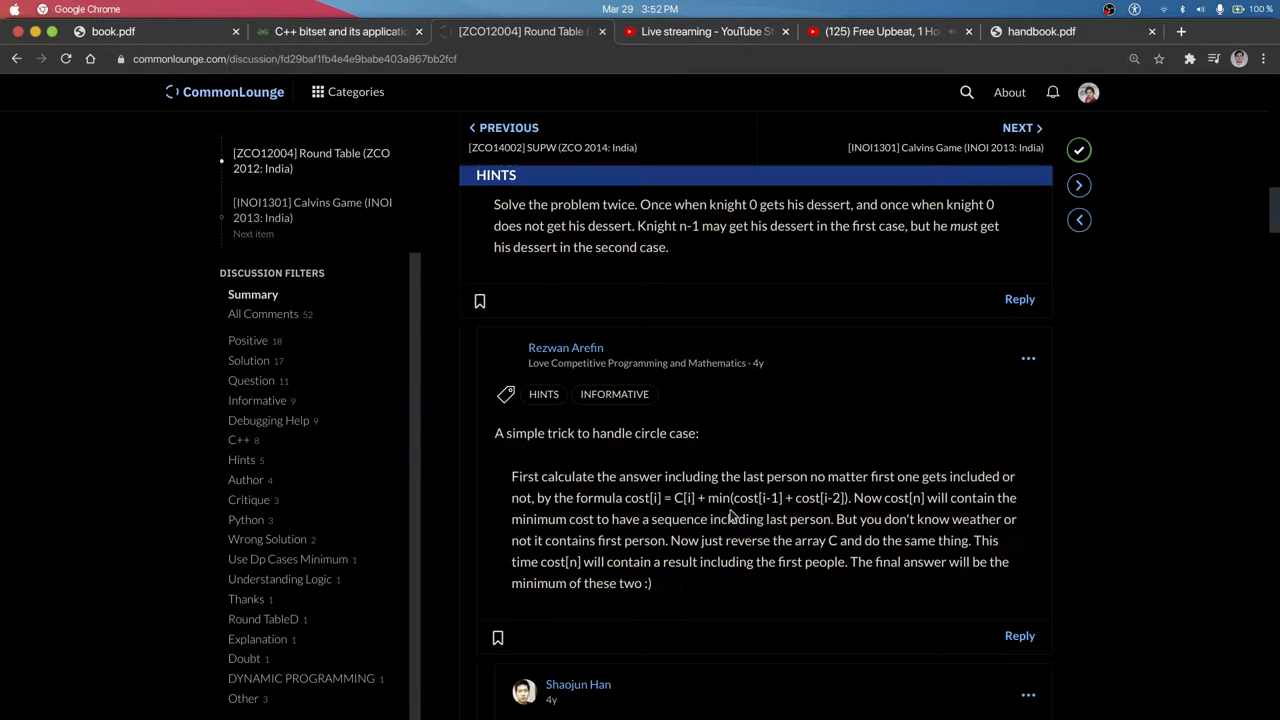 Google Chrome
Mar 29 3:52 PM
100 %
book.pdf
C++ bitset and its applicatio
[ZCO12004] Round Table (
Live streaming - YouTube S
(125) Free Upbeat, 1 Ho
handbook.pdf
commonlounge.com/discussion/fd29baf1fb4e4e9babe403a867bb2fcf
CommonLounge
Categories
About
[ZCO12004] Round Table (ZCO
2012: India)
[INOI1301] Calvins Game (INOI
2013: India)
Next item
DISCUSSION FILTERS
Summary
All Comments 52
Positive 18
Solution 17
Question 11
Informative 9
Debugging Help 9
C++ 8
Hints 5
Author 4
Critique 3
Python 3
Wrong Solution 2
Use Dp Cases Minimum 1
Understanding Logic 1
Thanks 1
Round TableD 1
Explanation 1
Doubt 1
DYNAMIC PROGRAMMING 1
Other 3
PREVIOUS
[ZCO14002] SUPW (ZCO 2014: India)
NEXT
[INOI1301] Calvins Game (INOI 2013: India)
HINTS
Solve the problem twice. Once when knight 0 gets his dessert, and once when knight 0
does not get his dessert. Knight n-1 may get his dessert in the first case, but he must get
his dessert in the second case.
Reply
Rezwan Arefin
Love Competitive Programming and Mathematics · 4y
HINTS
INFORMATIVE
A simple trick to handle circle case:
First calculate the answer including the last person no matter first one gets included or
not, by the formula cost[i] = C[i] + min(cost[i-1] + cost[i-2]). Now cost[n] will contain the
minimum cost to have a sequence including last person. But you don't know weather or
not it contains first person. Now just reverse the array C and do the same thing. This
time cost[n] will contain a result including the first people. The final answer will be the
minimum of these two :)
Reply
Shaojun Han
4y